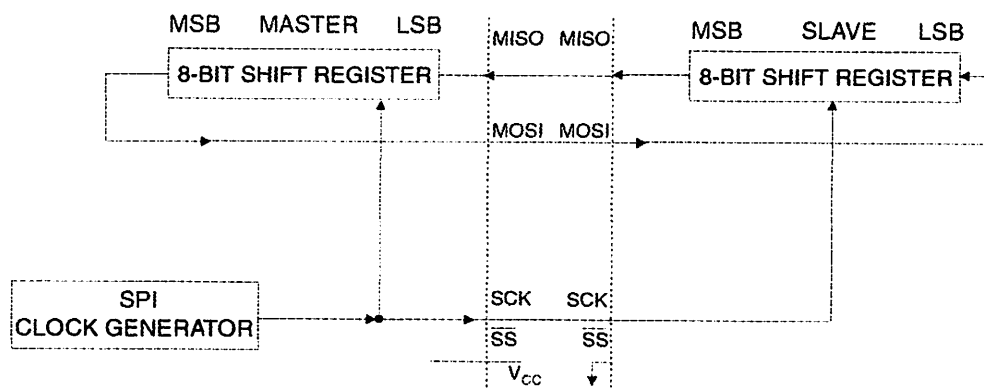 MSB MASTER LSB
8-BIT SHIFT REGISTER
MISO MISO
MSB SLAVE LSB
8-BIT SHIFT REGISTER
MOSI MOSI
SPI
CLOCK GENERATOR
SCK SCK
SS SS
VCC